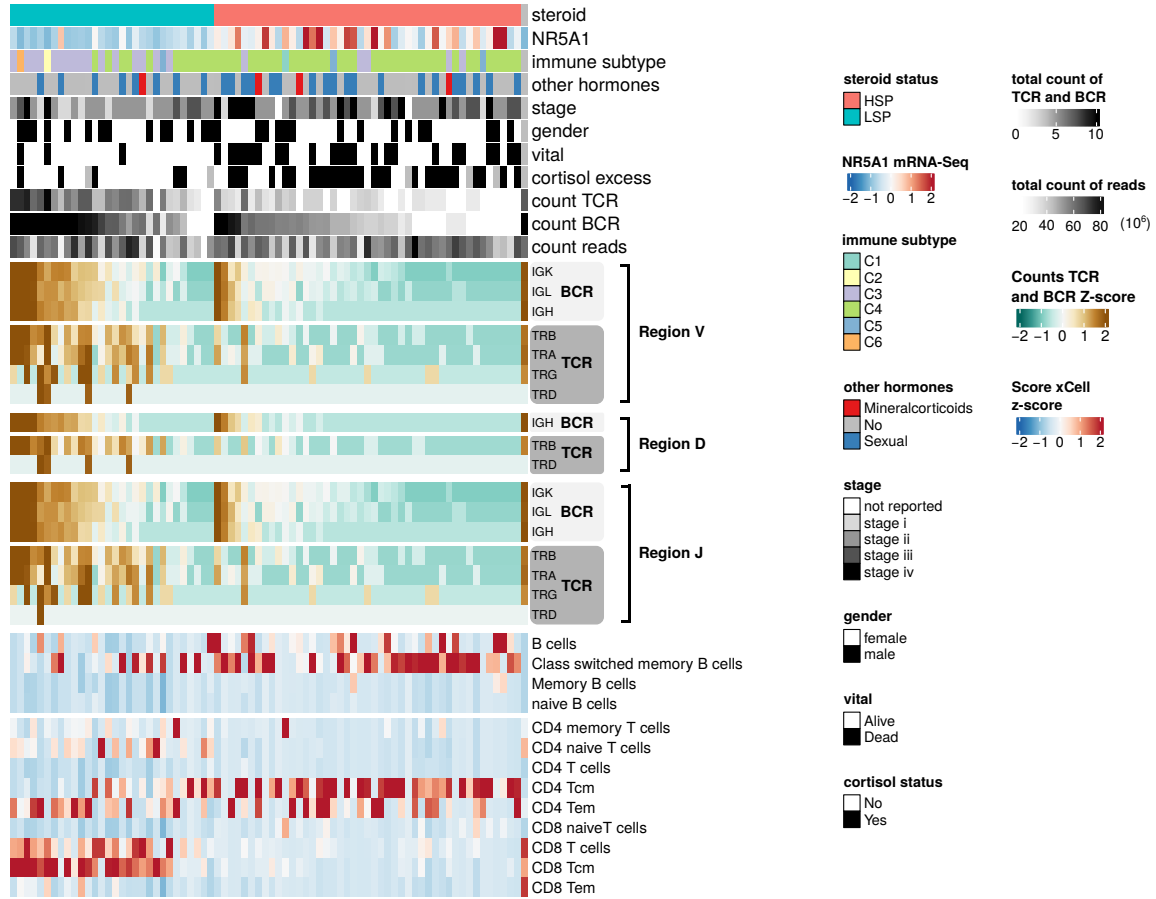 steroid
NR5A1
immune subtype
other hormones
stage
gender
vital
cortisol excess
count TCR
count BCR
count reads
IGK
IGL BCR
IGH
TRB
TRA TCR
TRG
TRD
Region V
IGH BCR
TRB TCR
TRD
Region D
IGK
IGL BCR
IGH
TRB
TRA TCR
TRG
TRD
Region J
B cells
Class switched memory B cells
Memory B cells
naive B cells
CD4 memory T cells
CD4 naive T cells
CD4 T cells
CD4 Tcm
CD4 Tem
CD8 naiveT cells
CD8 T cells
CD8 Tcm
CD8 Tem
steroid status
HSP
LSP
NR5A1 mRNA-Seq
−2 −1 0 1 2
immune subtype
C1
C2
C3
C4
C5
C6
other hormones
Mineralcorticoids
No
Sexual
stage
not reported
stage i
stage ii
stage iii
stage iv
gender
female
male
vital
Alive
Dead
cortisol status
No
Yes
total count of
TCR and BCR
0 5 10
total count of reads
20 40 60 80 (10⁶)
Counts TCR
and BCR Z-score
−2 −1 0 1 2
Score xCell
z-score
−2 −1 0 1 2